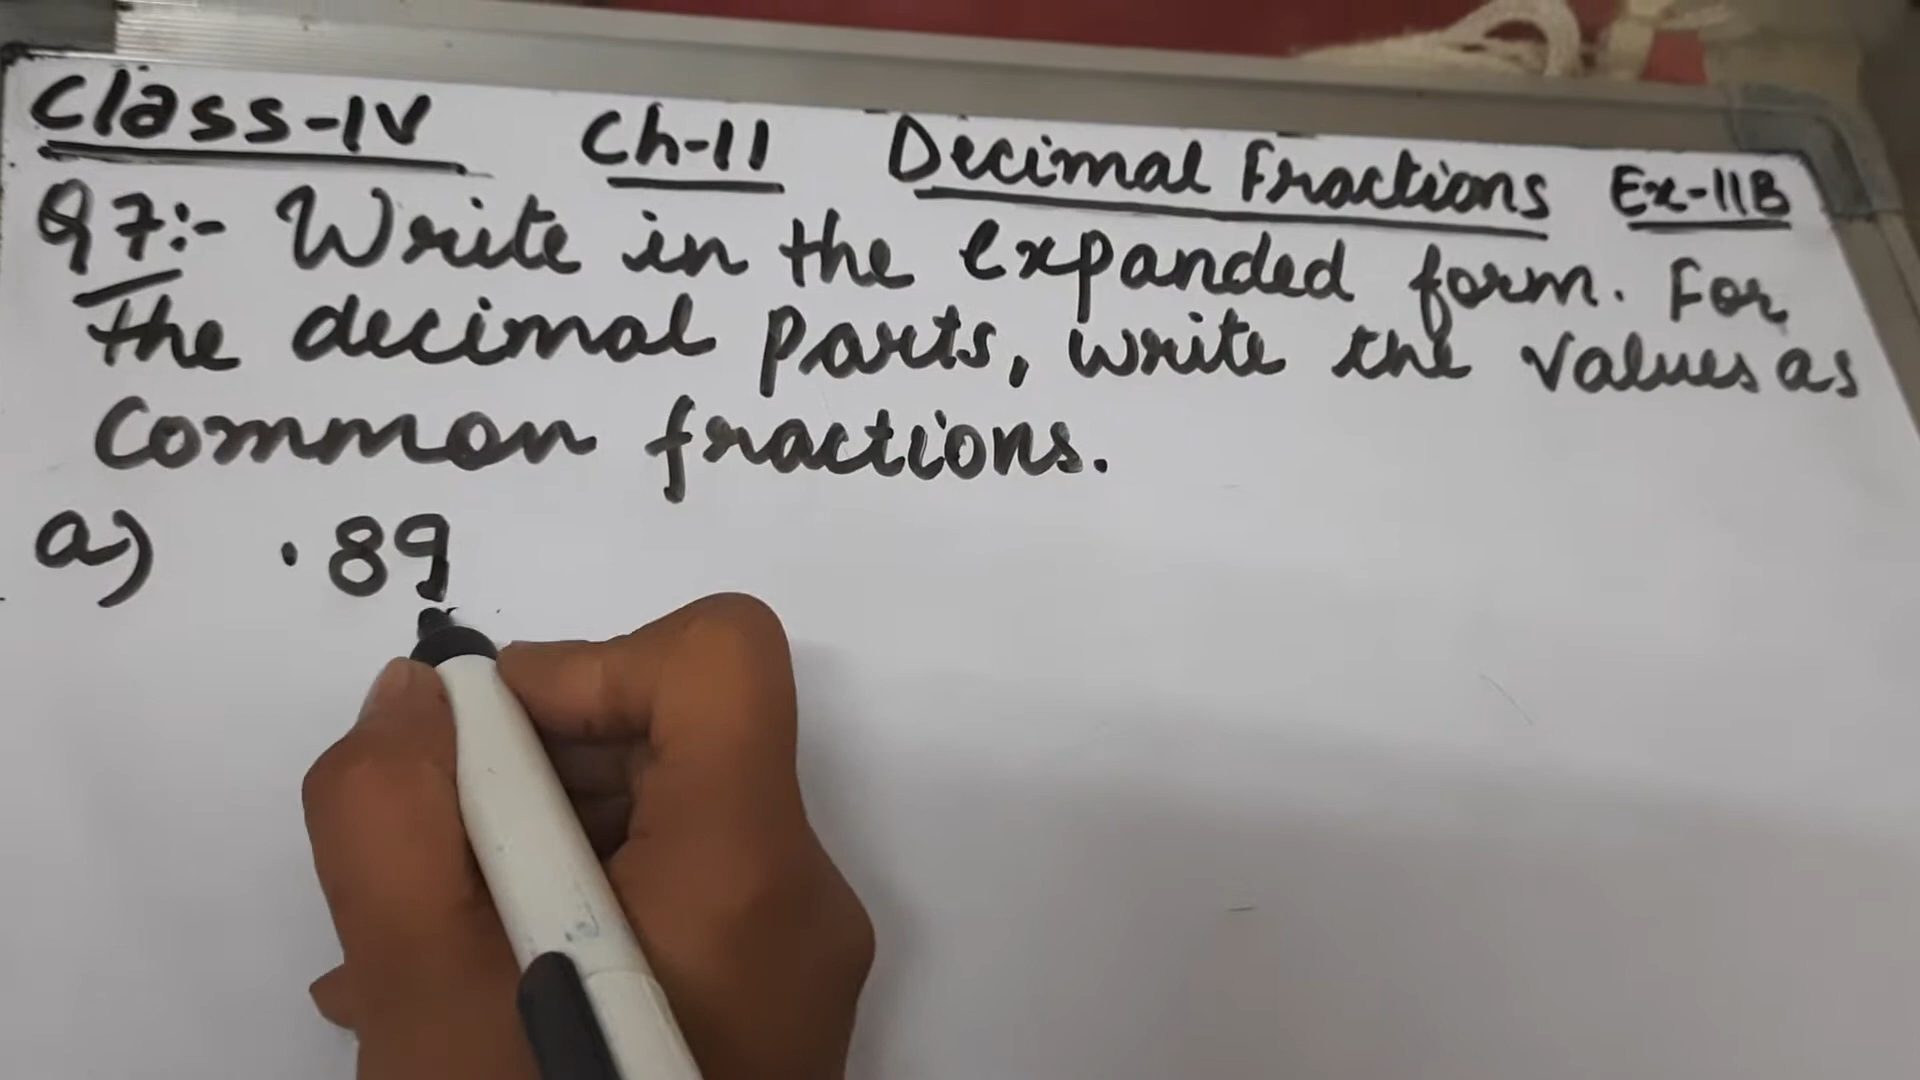 Class-IV Ch-11 Decimal Fractions Ex-11B
Q7:- Write in the expanded form. For
the decimal parts, write the values as
Common fractions.
a) .89